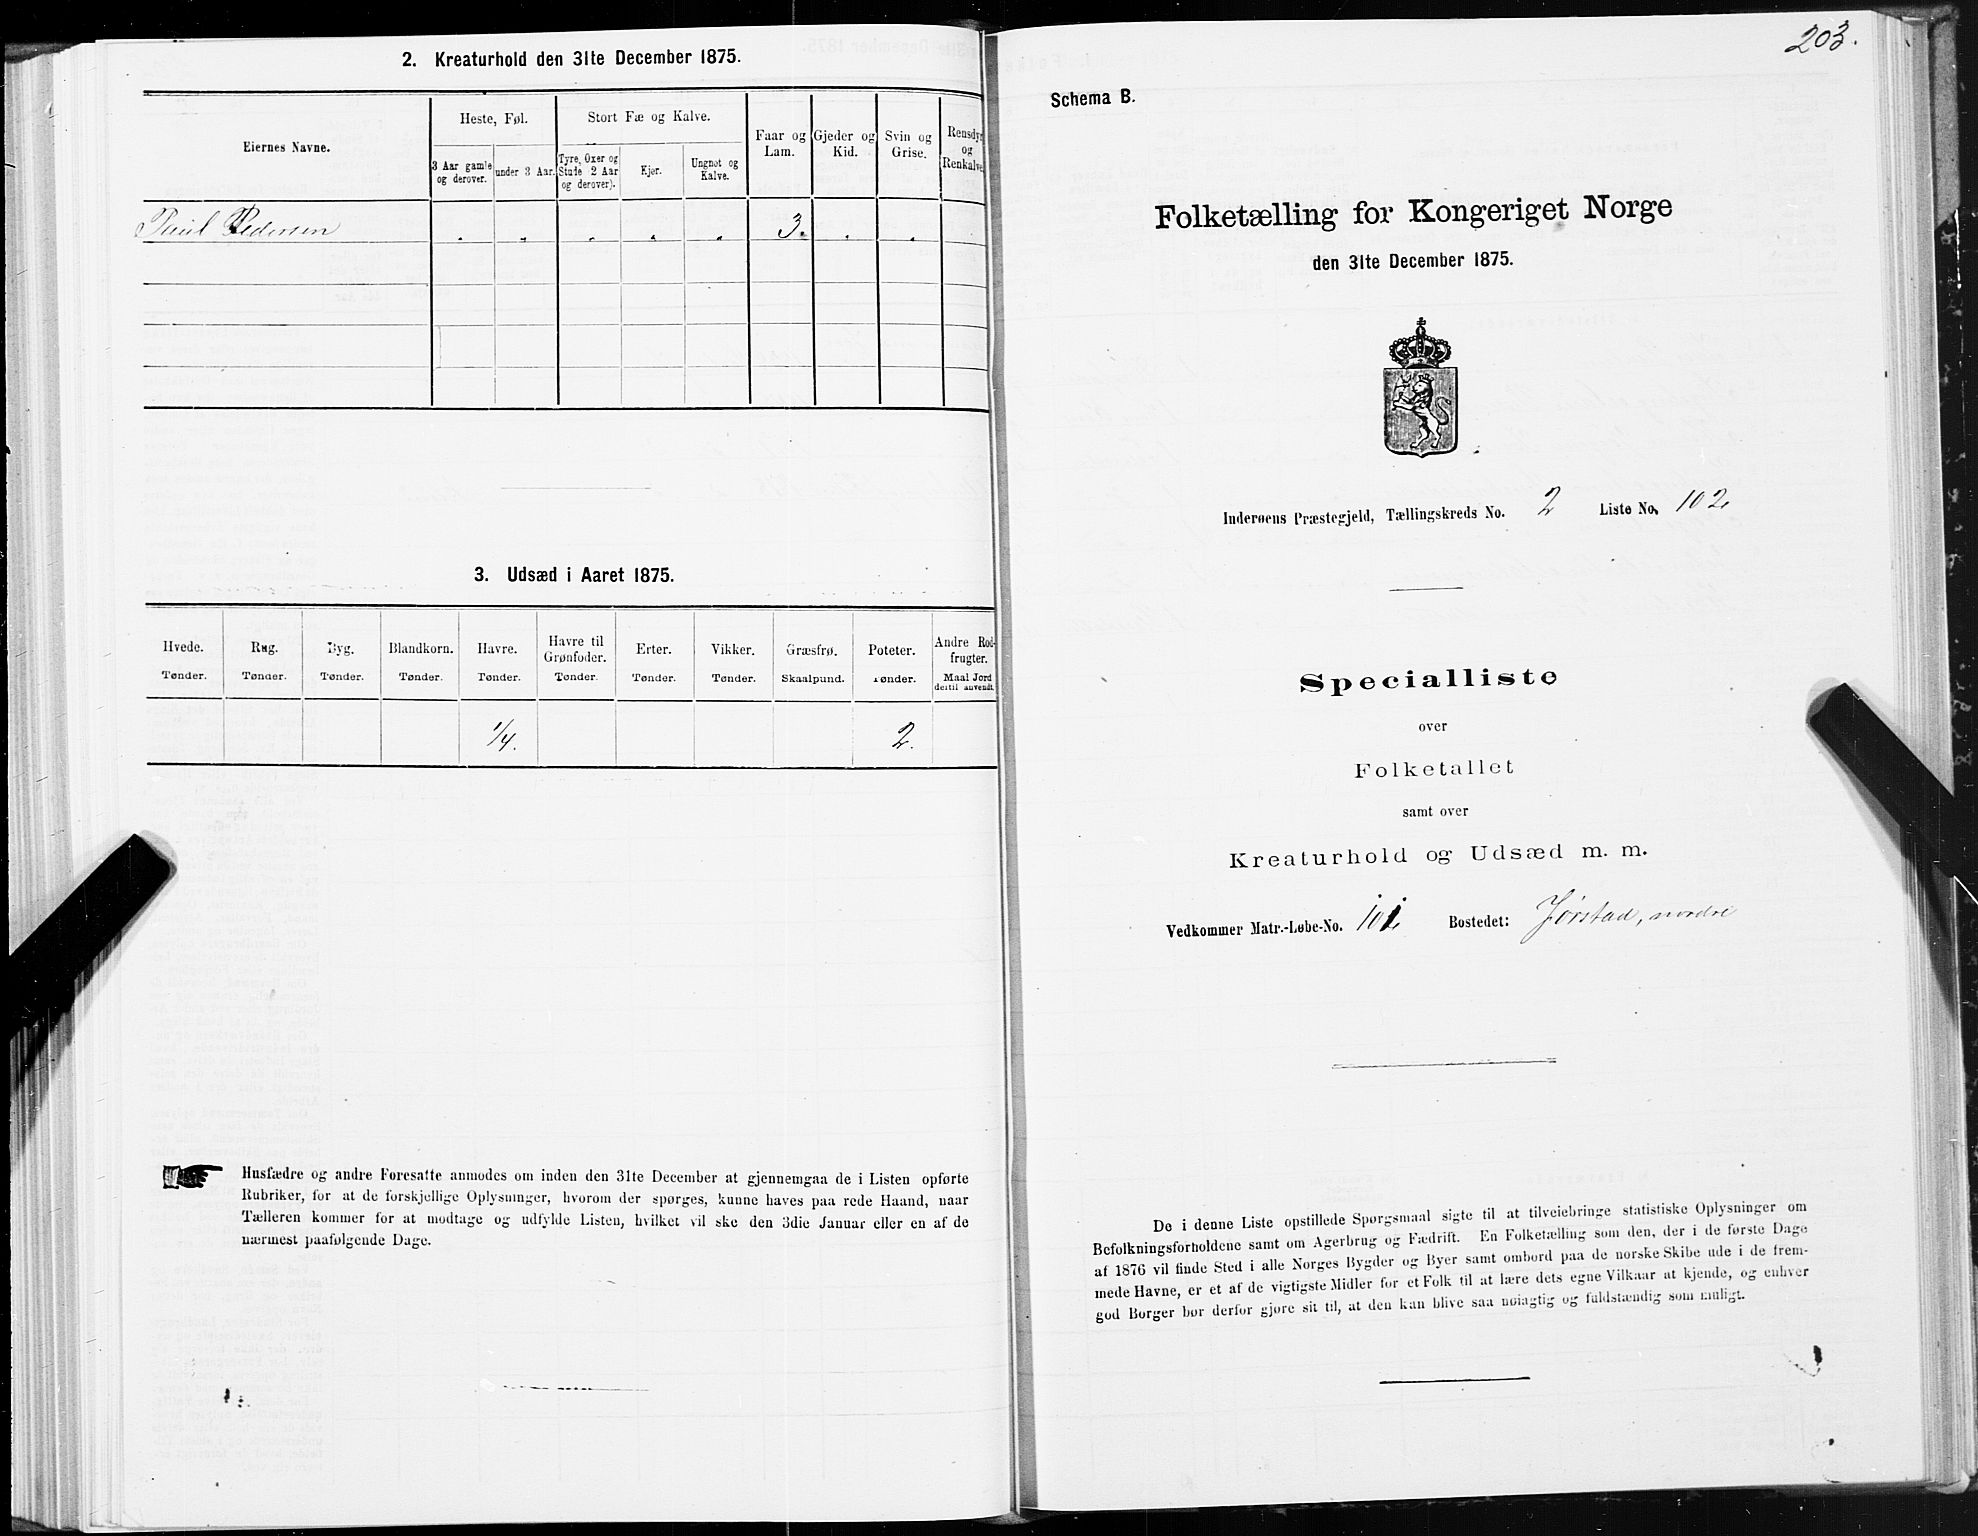 2. Kreaturhold den 31te December 1875.
Eiernes Navne.
Heste, Føl.
Stort Fæ og Kalve.
Faar og Lam.
Gjeder og Kid.
Svin og Grise.
Rensdyr og Renkalve
3 Aar gamle og derover.
under 3 Aar.
Tyre, Oxer og Stude 2 Aar og derover).
Kjør.
Ungnøt og Kalve.
Paul Pedersen " " " " " 3. " "
3. Udsæd i Aaret 1875.
Hvede. Rug. Byg. Blandkorn. Havre. Havre til Grønfoder. Erter. Vikker. Græsfrø. Poteter. Andre Rodfrugter.
Tønder. Tønder. Tønder. Tønder. Tønder. Tønder. Tønder. Tønder. Skaalpund. Tønder. Maal Jord dertil anvendt.
1/4. 2.
Husfædre og andre Foresatte anmodes om inden den 31te December at gjennemgaa de i Listen opførte
Rubriker, for at de forskjellige Oplysninger, hvorom der spørges, kunne haves paa rede Haand, naar
Tælleren kommer for at modtage og udfylde Listen, hvilket vil ske den 3die Januar eller en af de
nærmest paafølgende Dage.
203.
Schema B.
Folketælling for Kongeriget Norge
den 31te December 1875.
Inderøens Præstegjeld, Tællingskreds No. 2 Liste No. 102
Specialliste
over
Folketallet
samt over
Kreaturhold og Udsæd m. m.
Vedkommer Matr.-Løbe-No. 101 Bostedet: Jørstad, nordre
De i denne Liste opstillede Spørgsmaal sigte til at tilveiebringe statistiske Oplysninger om
Befolkningsforholdene samt om Agerbrug og Fædrift. En Folketælling som den, der i de første Dage
af 1876 vil finde Sted i alle Norges Bygder og Byer samt ombord paa de norske Skibe ude i de frem-
mede Havne, er et af de vigtigste Midler for et Folk til at lære dets egne Vilkaar at kjende, og enhver
god Borger bør derfor gjøre sit til, at den kan blive saa nøiagtig og fuldstændig som muligt.